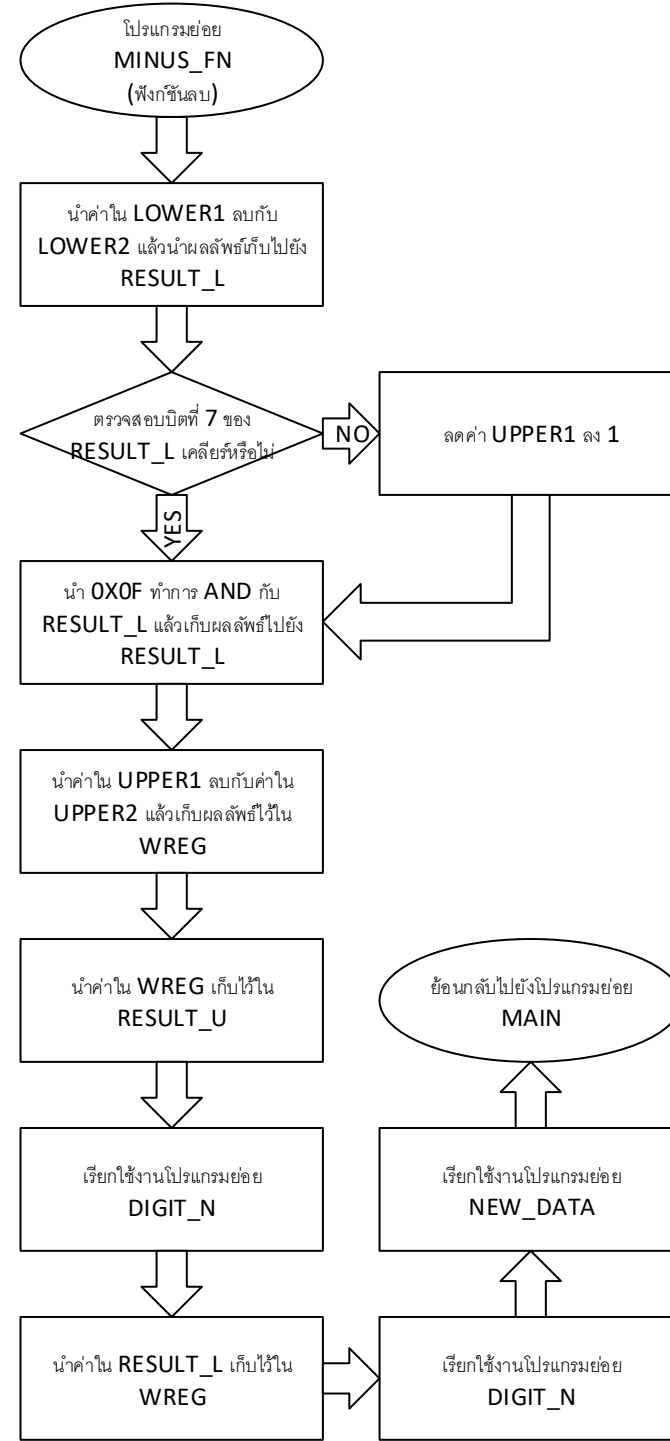 โปรแกรมย่อย
MINUS_FN
(ฟังก์ชันลบ)
นำค่าใน LOWER1 ลบกับ
LOWER2 แล้วนำผลลัพธ์เก็บไปยัง
RESULT_L
ตรวจสอบบิตที่ 7 ของ
RESULT_L เคลียร์หรือไม่
NO
ลดค่า UPPER1 ลง 1
YES
นำ 0X0F ทำการ AND กับ
RESULT_L แล้วเก็บผลลัพธ์ไปยัง
RESULT_L
นำค่าใน UPPER1 ลบกับค่าใน
UPPER2 แล้วเก็บผลลัพธ์ไว้ใน
WREG
นำค่าใน WREG เก็บไว้ใน
RESULT_U
เรียกใช้งานโปรแกรมย่อย
DIGIT_N
นำค่าใน RESULT_L เก็บไว้ใน
WREG
เรียกใช้งานโปรแกรมย่อย
DIGIT_N
เรียกใช้งานโปรแกรมย่อย
NEW_DATA
ย้อนกลับไปยังโปรแกรมย่อย
MAIN